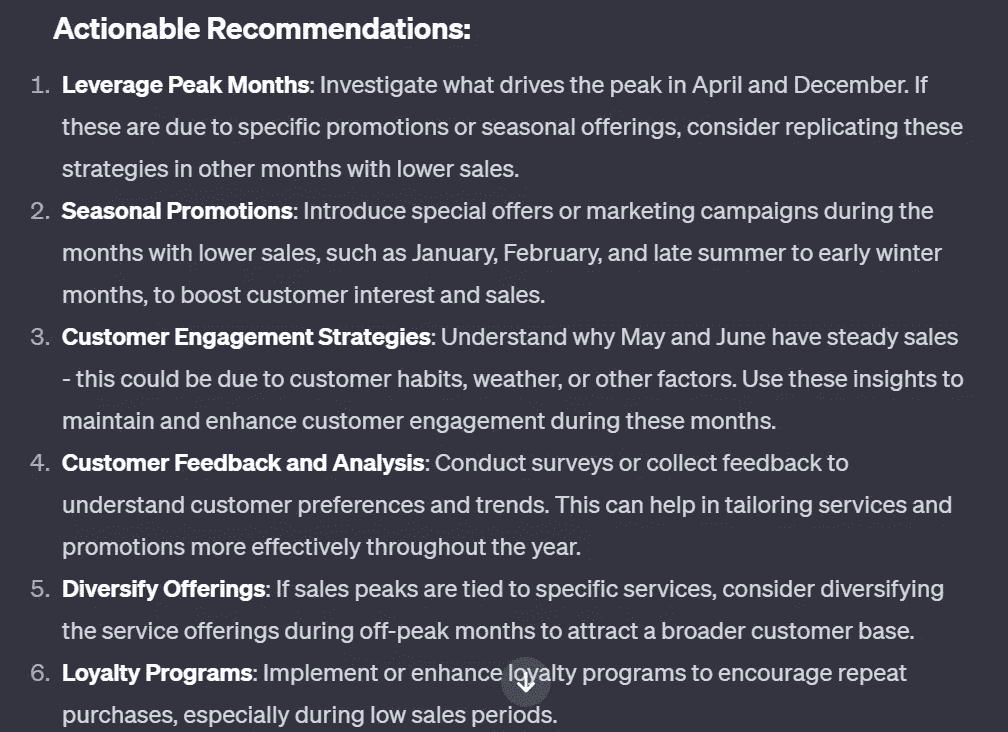 Actionable Recommendations:
1. Leverage Peak Months: Investigate what drives the peak in April and December. If
these are due to specific promotions or seasonal offerings, consider replicating these
strategies in other months with lower sales.
2. Seasonal Promotions: Introduce special offers or marketing campaigns during the
months with lower sales, such as January, February, and late summer to early winter
months, to boost customer interest and sales.
3. Customer Engagement Strategies: Understand why May and June have steady sales
- this could be due to customer habits, weather, or other factors. Use these insights to
maintain and enhance customer engagement during these months.
4. Customer Feedback and Analysis: Conduct surveys or collect feedback to
understand customer preferences and trends. This can help in tailoring services and
promotions more effectively throughout the year.
5. Diversify Offerings: If sales peaks are tied to specific services, consider diversifying
the service offerings during off-peak months to attract a broader customer base.
6. Loyalty Programs: Implement or enhance loyalty programs to encourage repeat
purchases, especially during low sales periods.